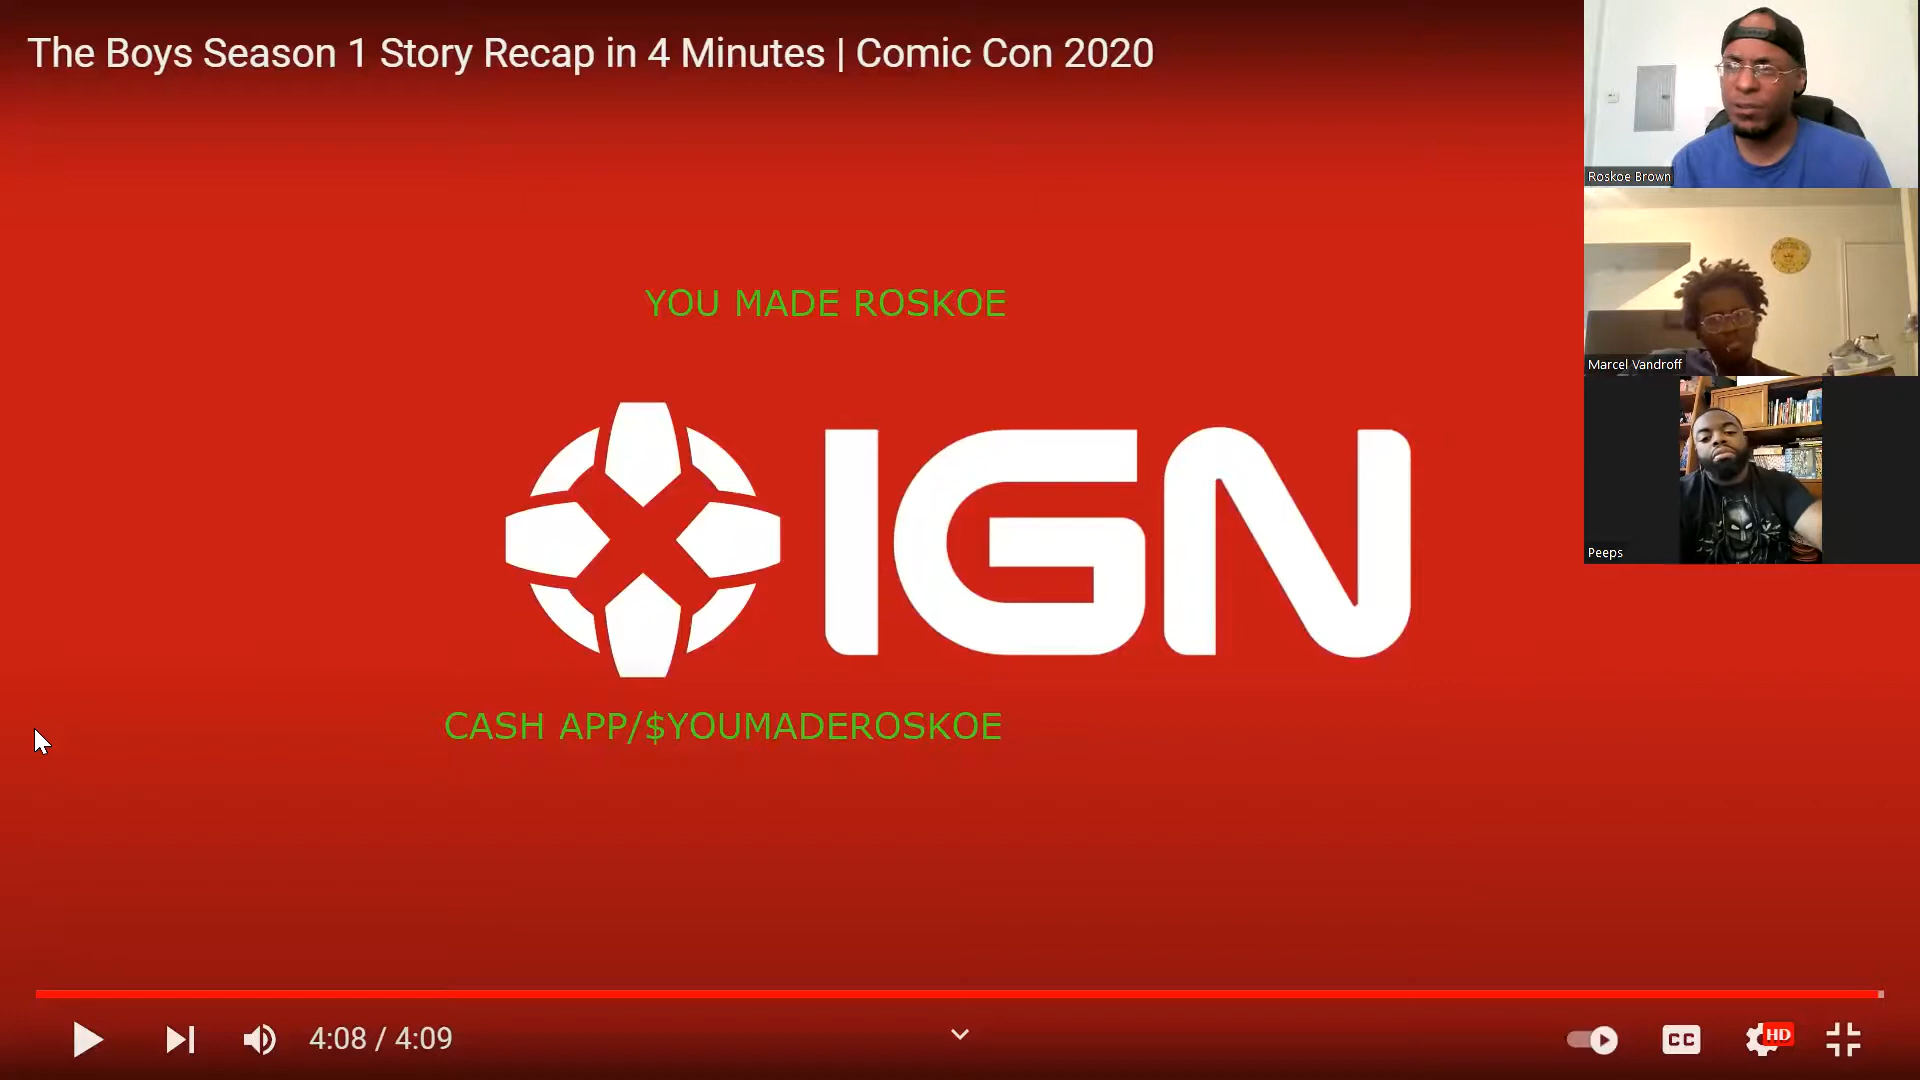 The Boys Season 1 Story Recap in 4 Minutes | Comic Con 2020
Roskoe Brown
YOU MADE ROSKOE
Marcel Vandroff
IGN
Peeps
CASH APP/$YOUMADEROSKOE
4:08 / 4:09
CC
HD